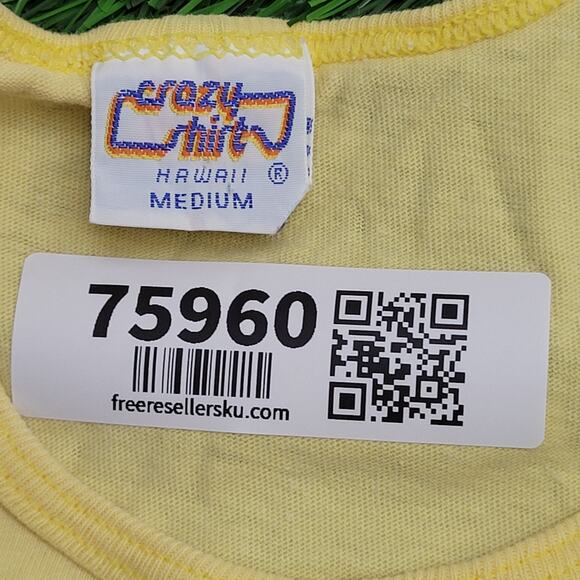 crazy
shirt
HAWAII ®
MEDIUM
75960
freeresellersku.com